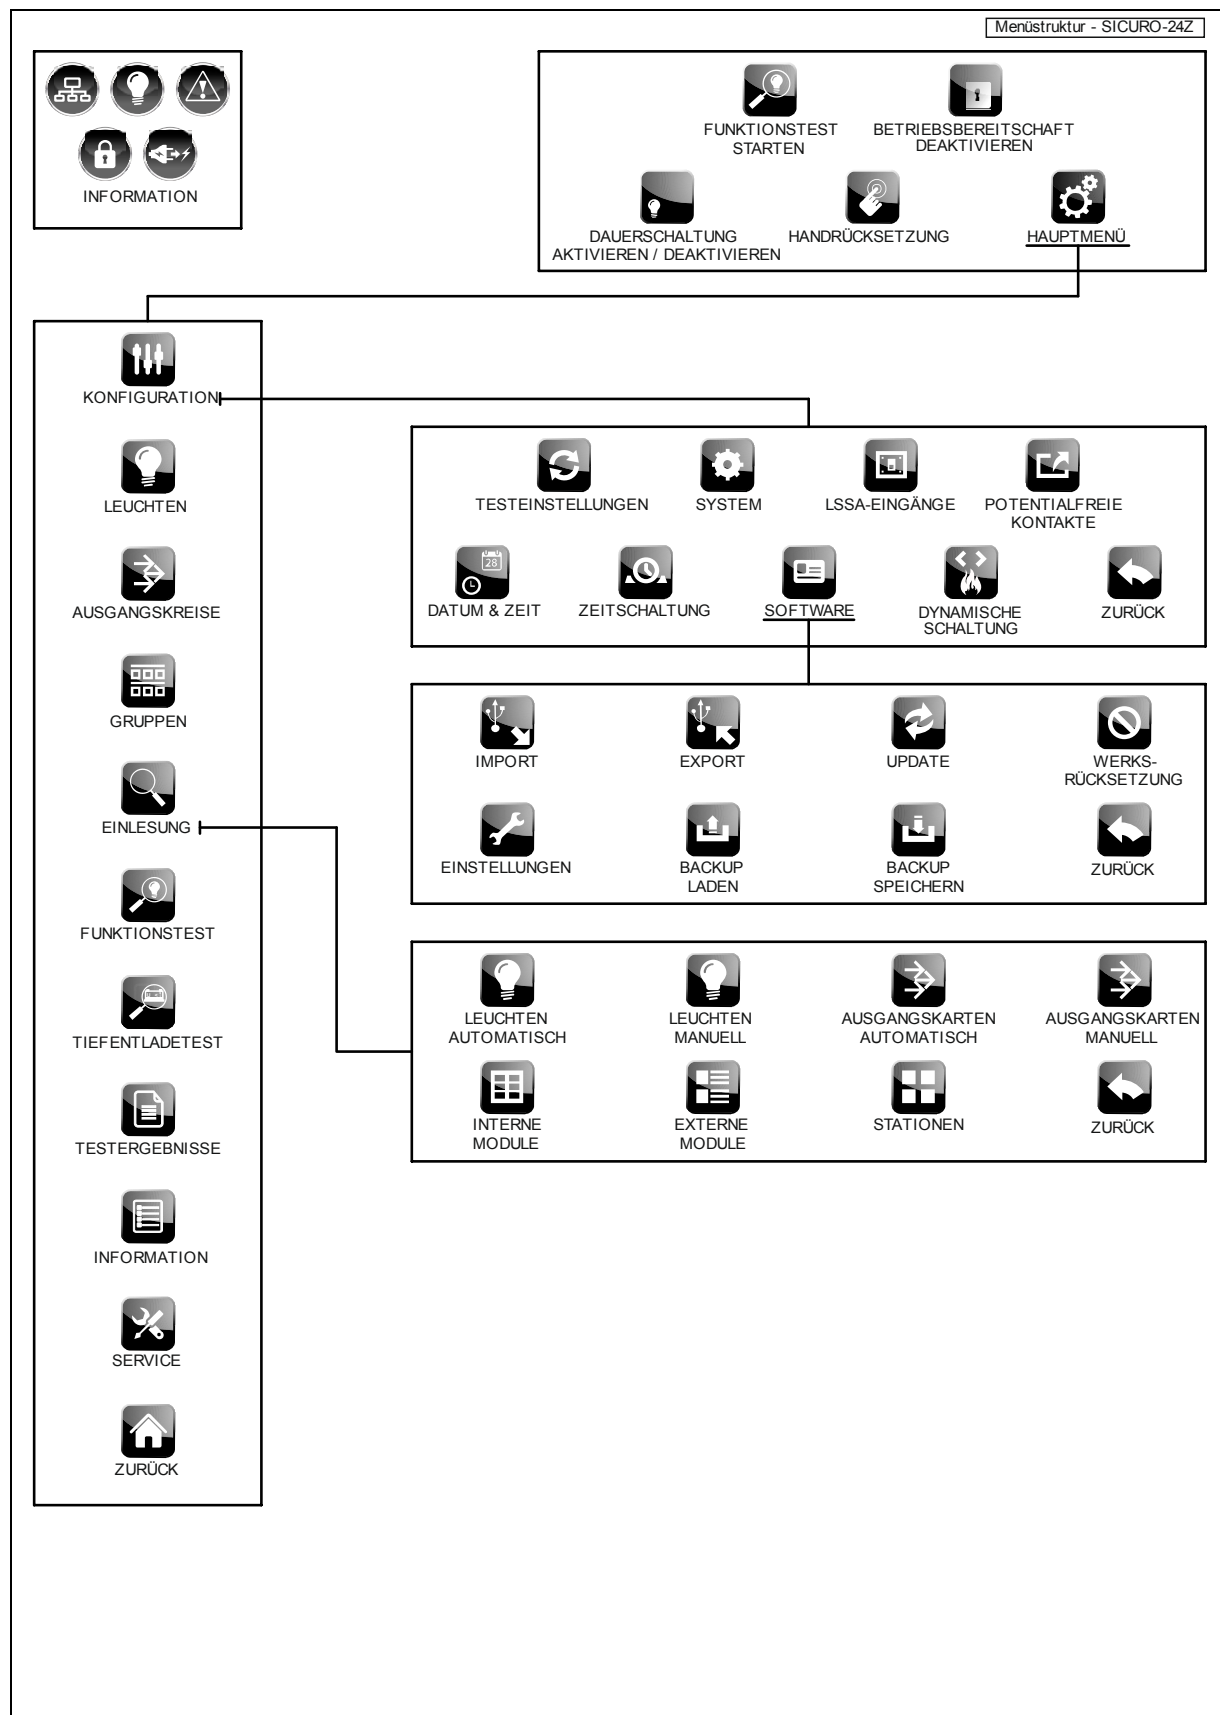 Menüstruktur - SICURO-24Z
INFORMATION
FUNKTIONSTEST
STARTEN
BETRIEBSBEREITSCHAFT
DEAKTIVIEREN
DAUERSCHALTUNG
AKTIVIEREN / DEAKTIVIEREN
HANDRÜCKSETZUNG
HAUPTMENÜ
KONFIGURATION
LEUCHTEN
AUSGANGSKREISE
GRUPPEN
EINLESUNG
FUNKTIONSTEST
TIEFENTLADETEST
TESTERGEBNISSE
INFORMATION
SERVICE
ZURÜCK
TESTEINSTELLUNGEN
SYSTEM
LSSA-EINGÄNGE
POTENTIALFREIE
KONTAKTE
28
DATUM & ZEIT
ZEITSCHALTUNG
SOFTWARE
DYNAMISCHE
SCHALTUNG
ZURÜCK
IMPORT
EXPORT
UPDATE
WERKS-
RÜCKSETZUNG
EINSTELLUNGEN
BACKUP
LADEN
BACKUP
SPEICHERN
ZURÜCK
LEUCHTEN
AUTOMATISCH
LEUCHTEN
MANUELL
AUSGANGSKARTEN
AUTOMATISCH
AUSGANGSKARTEN
MANUELL
INTERNE
MODULE
EXTERNE
MODULE
STATIONEN
ZURÜCK